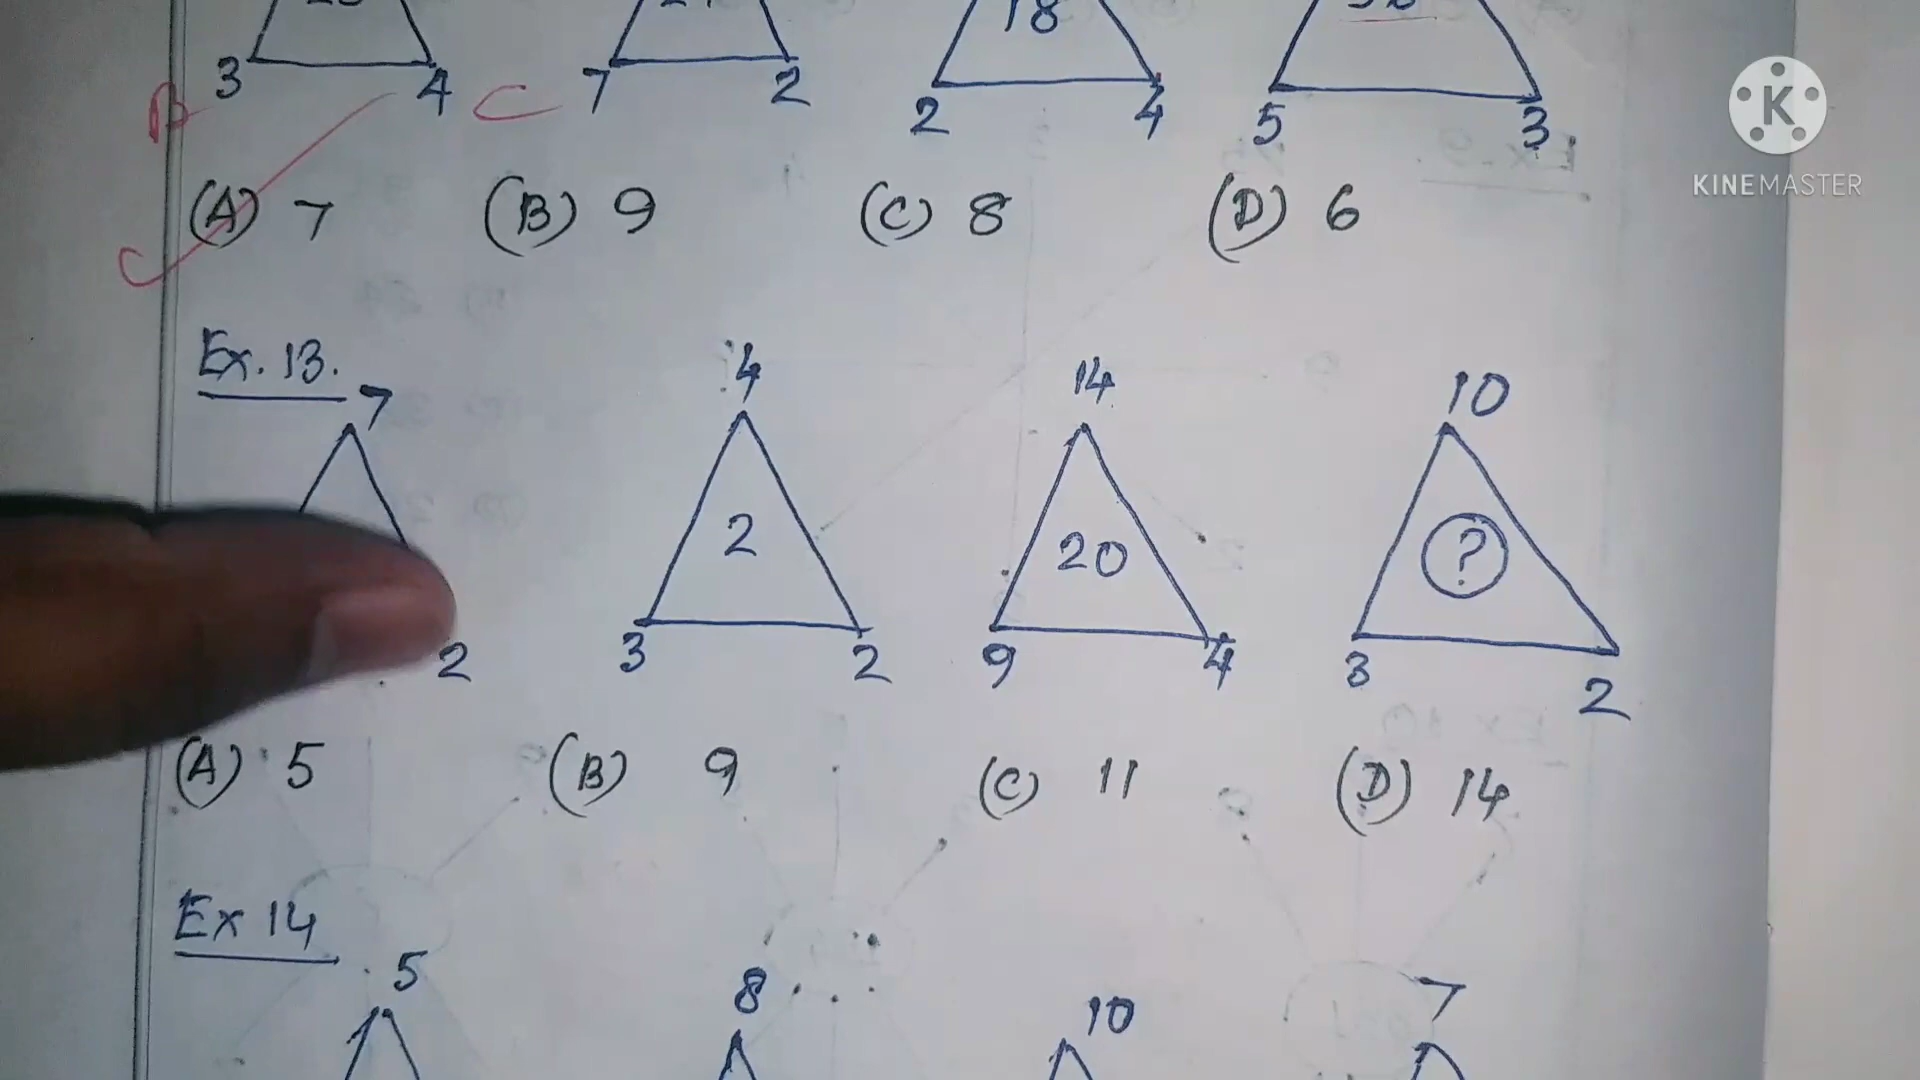 18
3 4 7 2 2 4 5 3
B C
(A) 7 (B) 9 (C) 8 (D) 6
Ex. 13.
7 4 14 10
2 20 ?
2 3 2 9 4 3 2
(A) 5 (B) 9 (C) 11 (D) 14
Ex 14
5 8 10 7
K
KINEMASTER